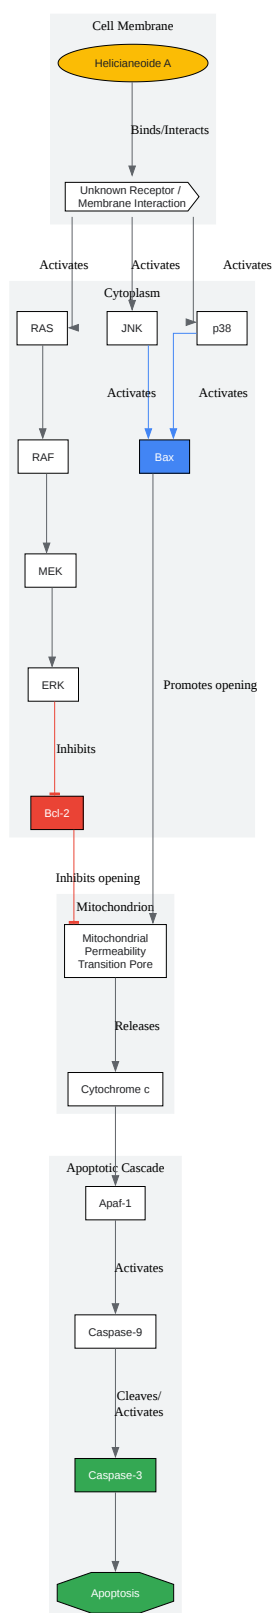 Cell Membrane
Helicianeoide A
Binds/Interacts
Unknown Receptor /
Membrane Interaction
Activates
Activates
Activates
Cytoplasm
RAS
JNK
p38
Activates
Activates
RAF
Bax
MEK
ERK
Promotes opening
Inhibits
Bcl-2
Inhibits opening
Mitochondrion
Mitochondrial
Permeability
Transition Pore
Releases
Cytochrome c
Apoptotic Cascade
Apaf-1
Activates
Caspase-9
Cleaves/
Activates
Caspase-3
Apoptosis